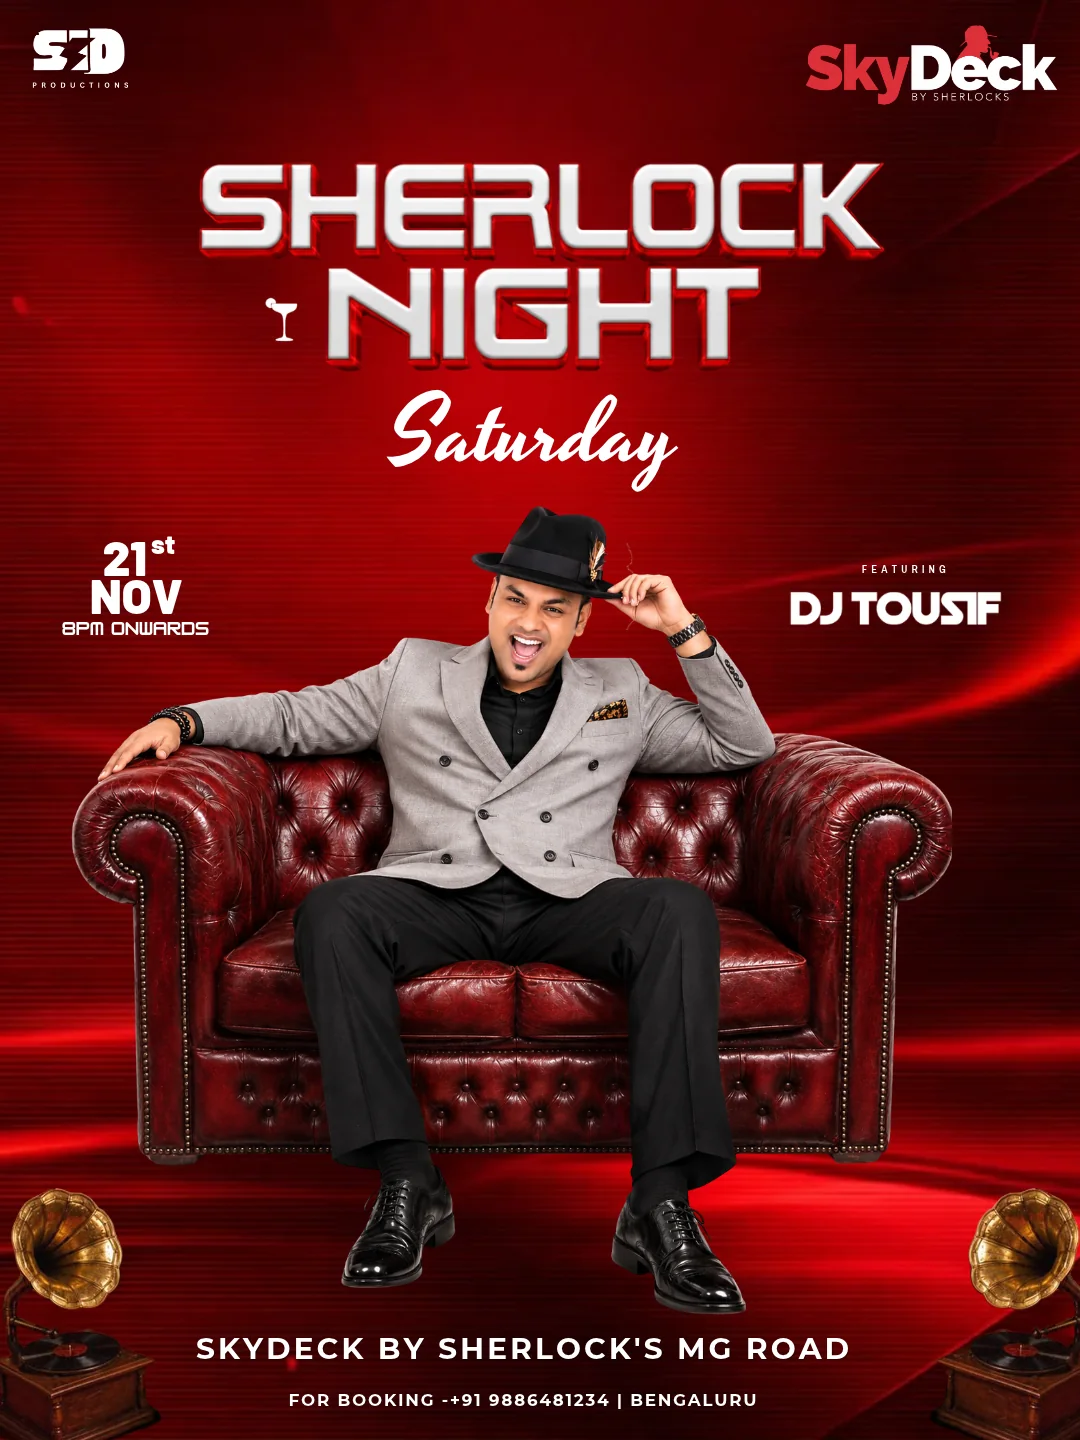 S3D
PRODUCTIONS
SkyDeck
BY SHERLOCKS
SHERLOCK
NIGHT
Saturday
21st
NOV
8PM ONWARDS
FEATURING
DJ TOUSIF
SKYDECK BY SHERLOCK'S MG ROAD
FOR BOOKING -+91 9886481234 | BENGALURU